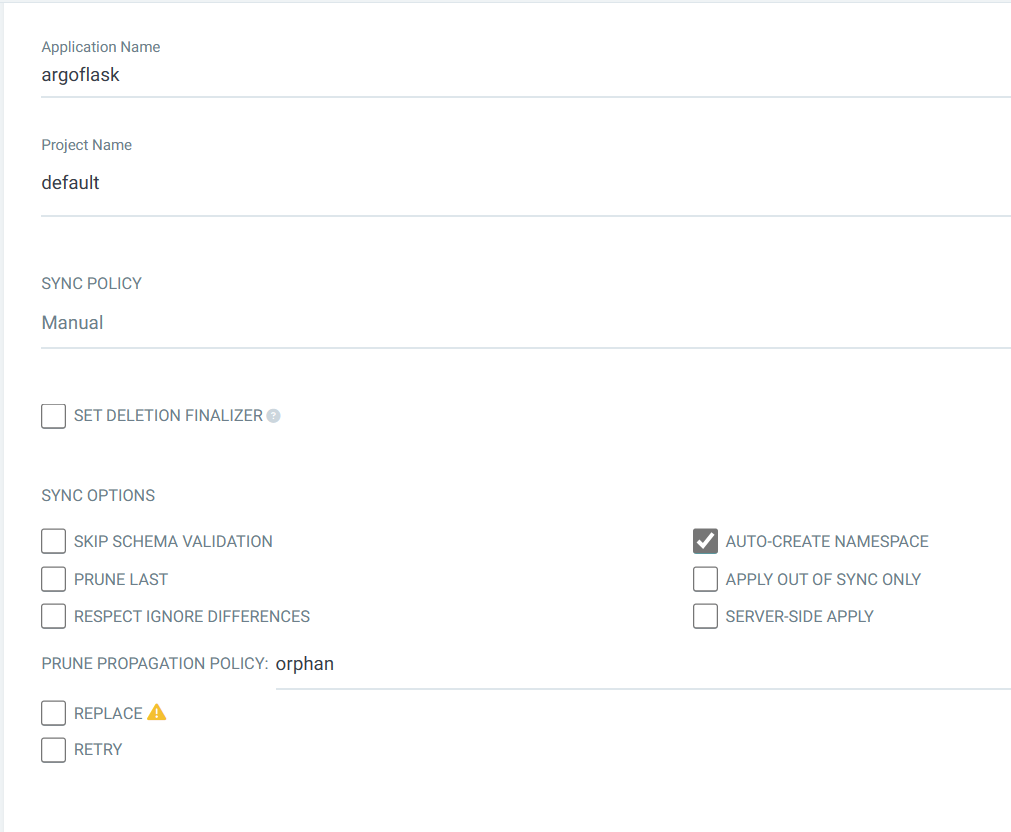 Application Name
argoflask
Project Name
default
SYNC POLICY
Manual
SET DELETION FINALIZER ?
SYNC OPTIONS
SKIP SCHEMA VALIDATION
AUTO-CREATE NAMESPACE
PRUNE LAST
APPLY OUT OF SYNC ONLY
RESPECT IGNORE DIFFERENCES
SERVER-SIDE APPLY
PRUNE PROPAGATION POLICY: orphan
REPLACE
RETRY